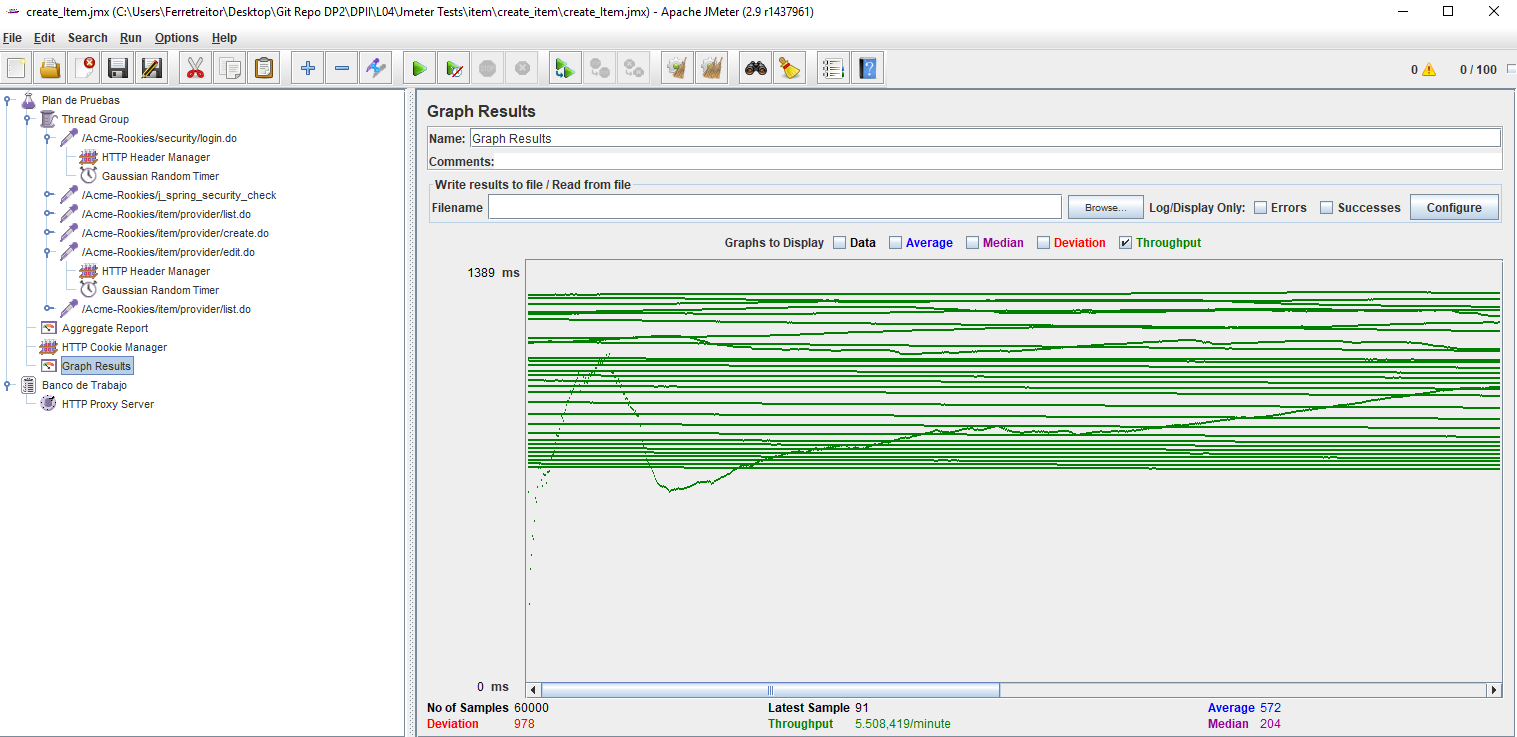 create_Item.jmx (C:\Users\Ferretreitor\Desktop\Git Repo DP2\DPII\L04\Jmeter Tests\item\create_item\create_Item.jmx) - Apache JMeter (2.9 r1437961)
File Edit Search Run Options Help
0 0 / 100
Plan de Pruebas
Thread Group
/Acme-Rookies/security/login.do
HTTP Header Manager
Gaussian Random Timer
/Acme-Rookies/j_spring_security_check
/Acme-Rookies/item/provider/list.do
/Acme-Rookies/item/provider/create.do
/Acme-Rookies/item/provider/edit.do
HTTP Header Manager
Gaussian Random Timer
/Acme-Rookies/item/provider/list.do
Aggregate Report
HTTP Cookie Manager
Graph Results
Banco de Trabajo
HTTP Proxy Server
Graph Results
Name: Graph Results
Comments:
Write results to file / Read from file
Filename Browse... Log/Display Only: Errors Successes Configure
Graphs to Display Data Average Median Deviation Throughput
1389 ms
0 ms
No of Samples 60000 Latest Sample 91 Average 572
Deviation 978 Throughput 5.508,419/minute Median 204